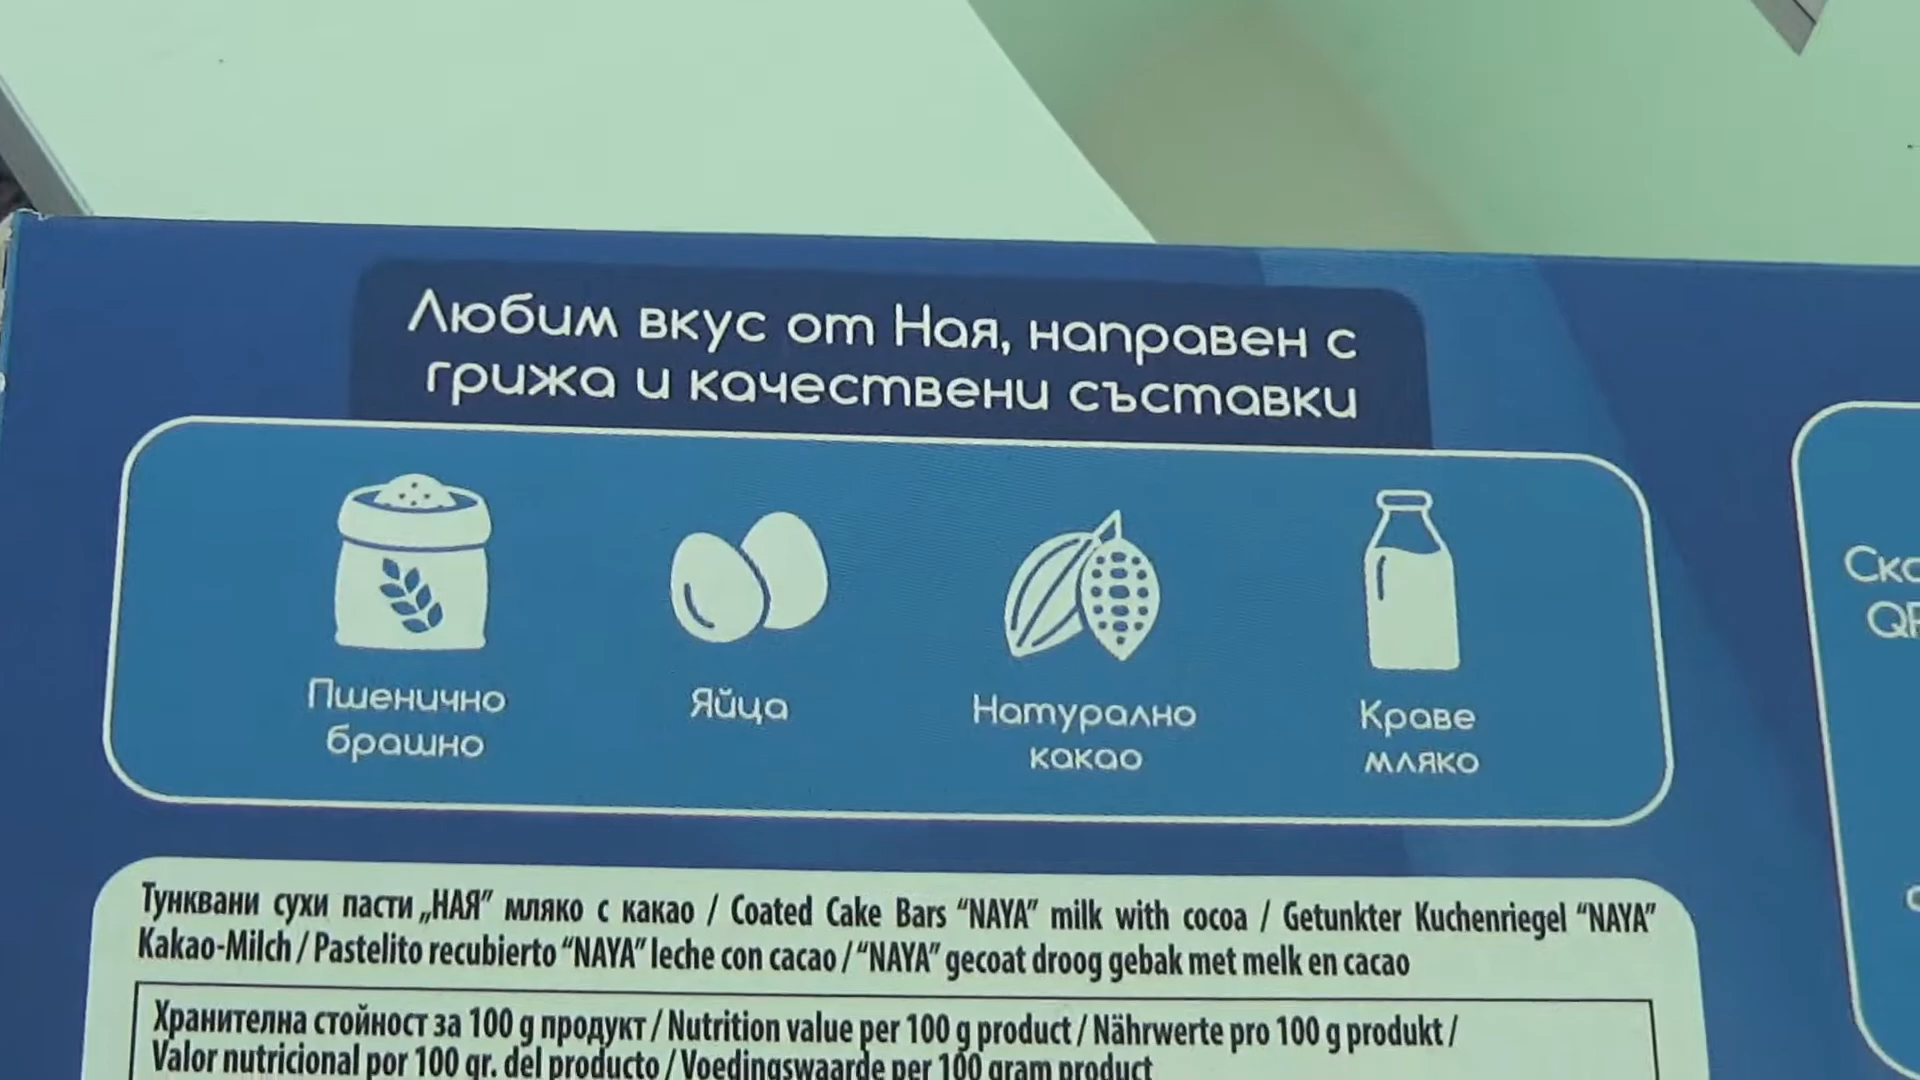 Любим вкус от Ная, направен с
грижа и качествени съставки
Пшенично
брашно
Яйца
Натурално
какао
Краве
мляко
Тунквани сухи пасти „НАЯ” мляко с какао / Coated Cake Bars “NAYA” milk with cocoa / Getunkter Kuchenriegel “NAYA”
Kakao-Milch / Pastelito recubierto “NAYA” leche con cacao / “NAYA” gecoat droog gebak met melk en cacao
Хранителна стойност за 100 g продукт / Nutrition value per 100 g product / Nährwerte pro 100 g produkt /
Valor nutricional por 100 gr. del producto / Voedingswaarde per 100 gram product